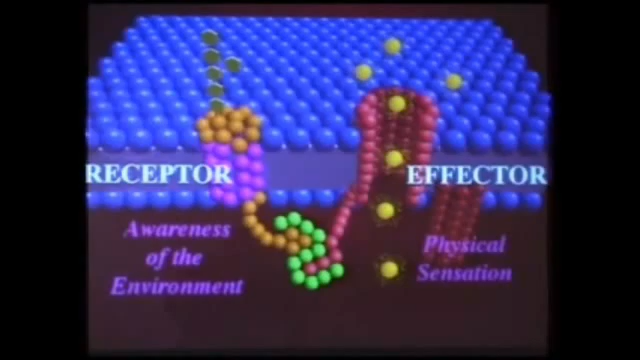 RECEPTOR
EFFECTOR
Awareness
of the
Environment
Physical
Sensation